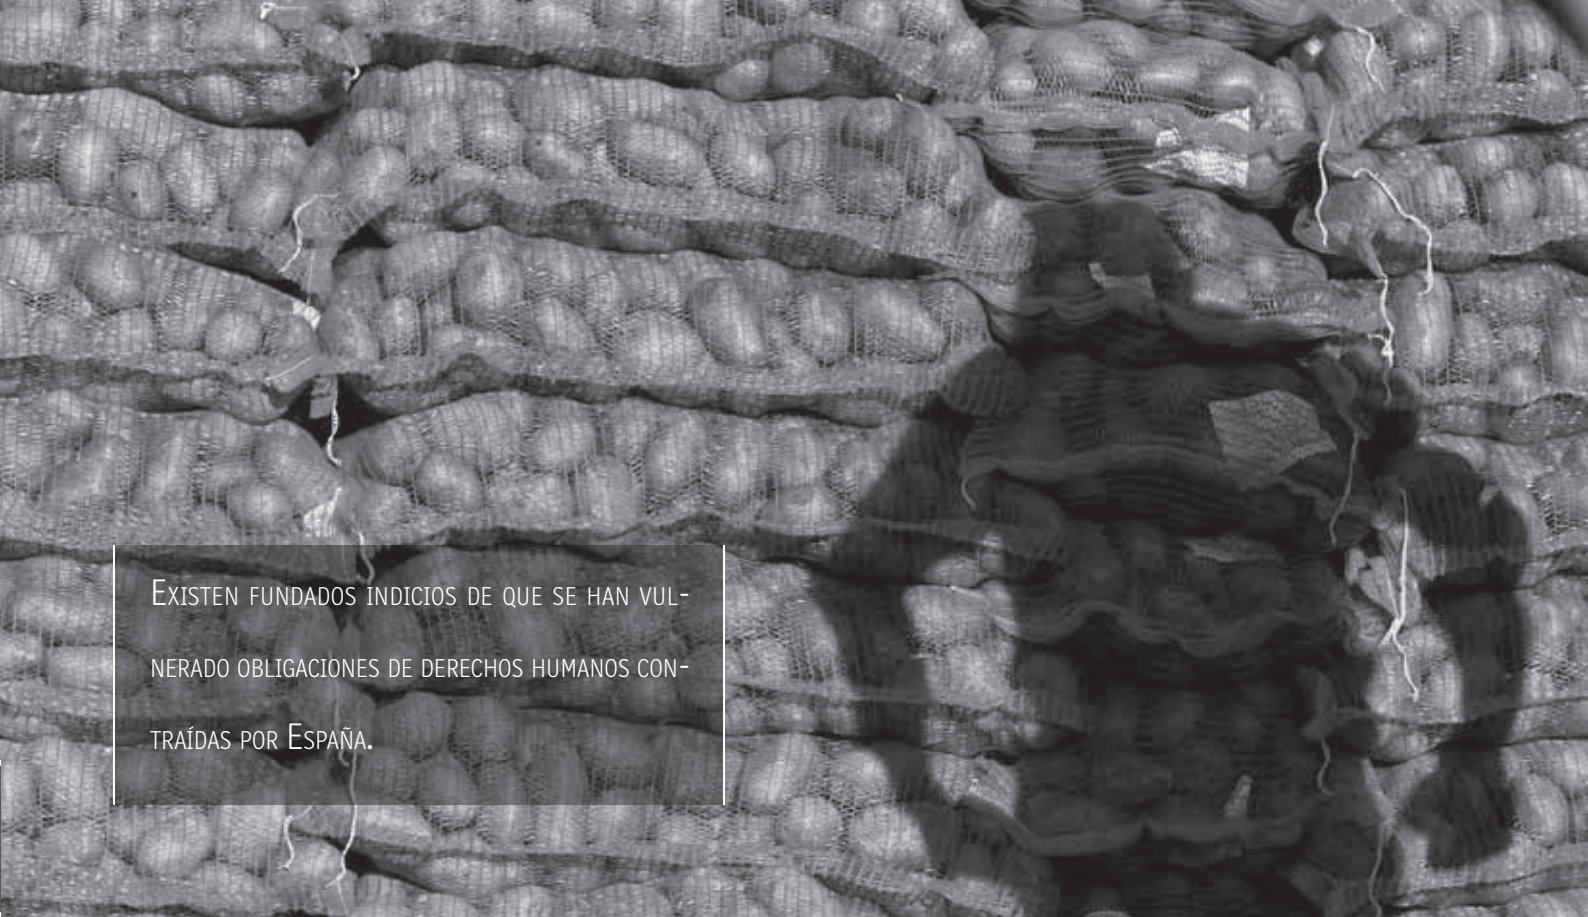 Existen fundados indicios de que se han vul-
nerado obligaciones de derechos humanos con-
traídas por España.